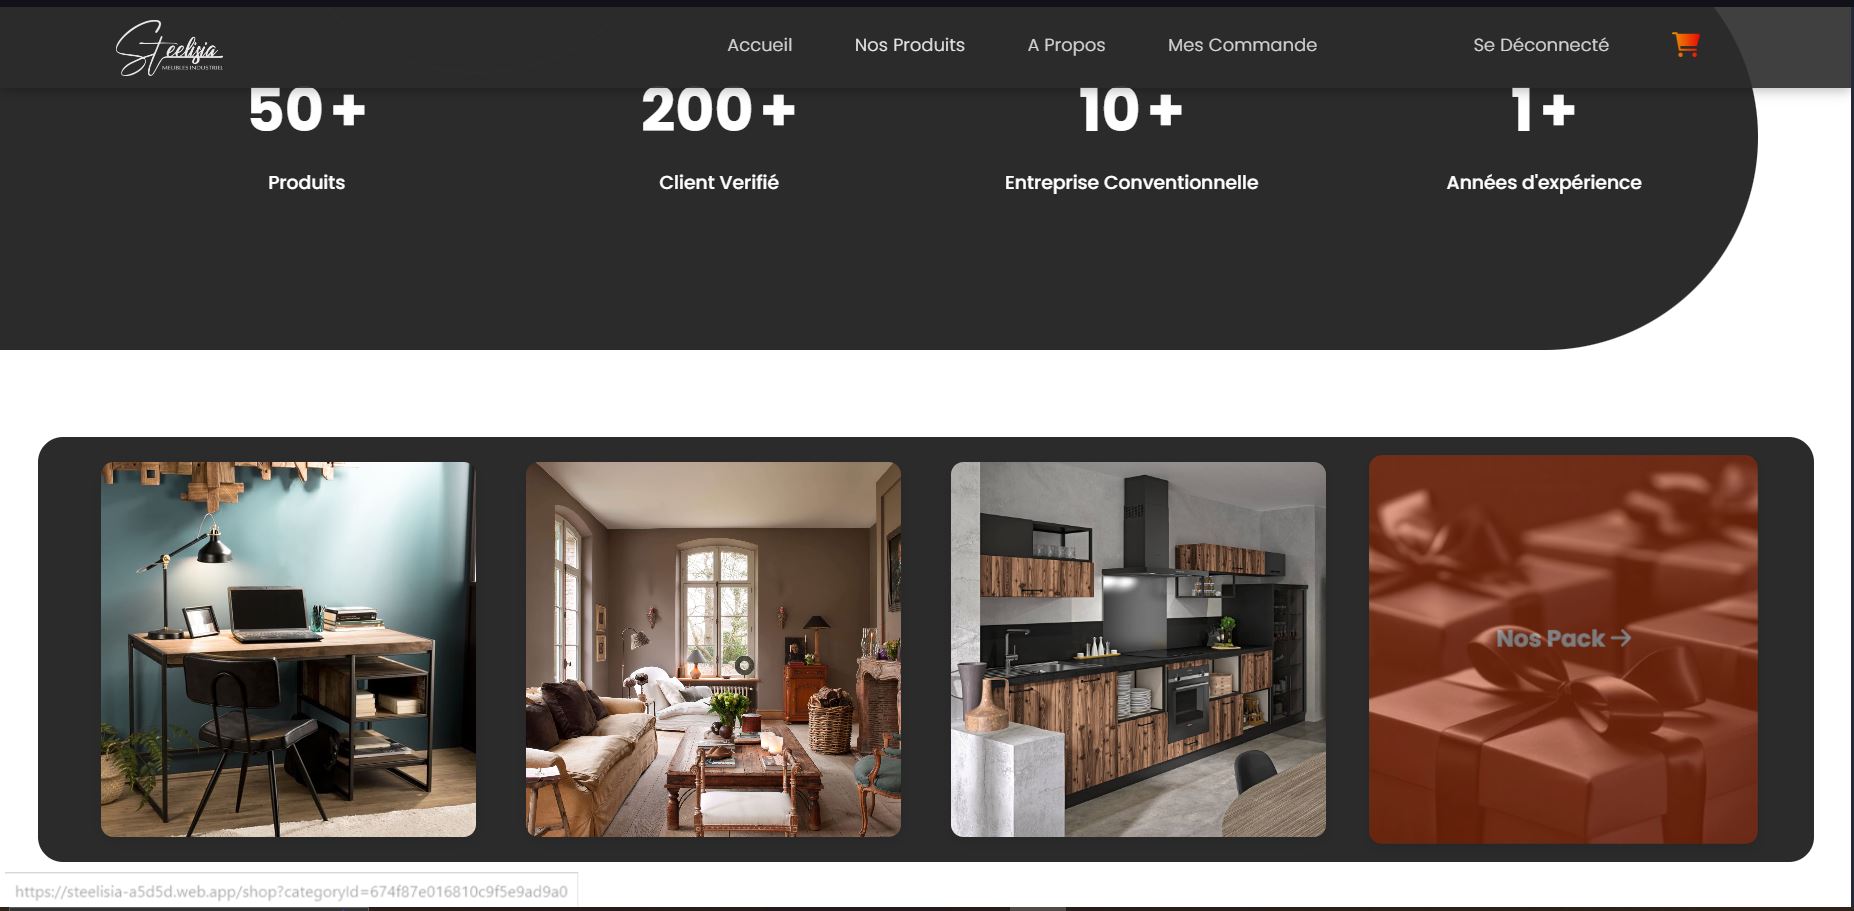 Steelisia
MEUBLES INDUSTRIEL
Accueil
Nos Produits
A Propos
Mes Commande
Se Déconnecté
50 +
200 +
10 +
1 +
Produits
Client Verifié
Entreprise Conventionnelle
Années d'expérience
Nos Pack →
https://steelisia-a5d5d.web.app/shop?categoryId=674f87e016810c9f5e9ad9a0